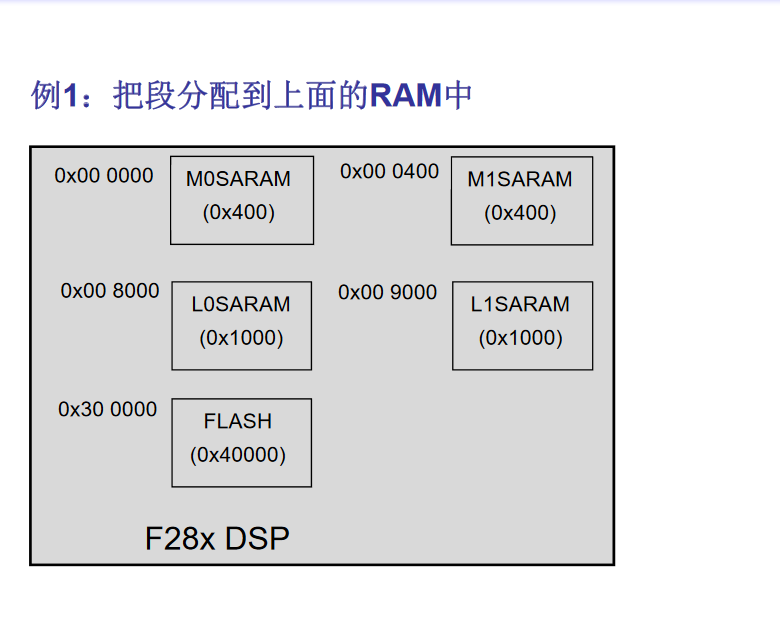 例1：把段分配到上面的RAM中
0x00 0000
M0SARAM
(0x400)
0x00 0400
M1SARAM
(0x400)
0x00 8000
L0SARAM
(0x1000)
0x00 9000
L1SARAM
(0x1000)
0x30 0000
FLASH
(0x40000)
F28x DSP